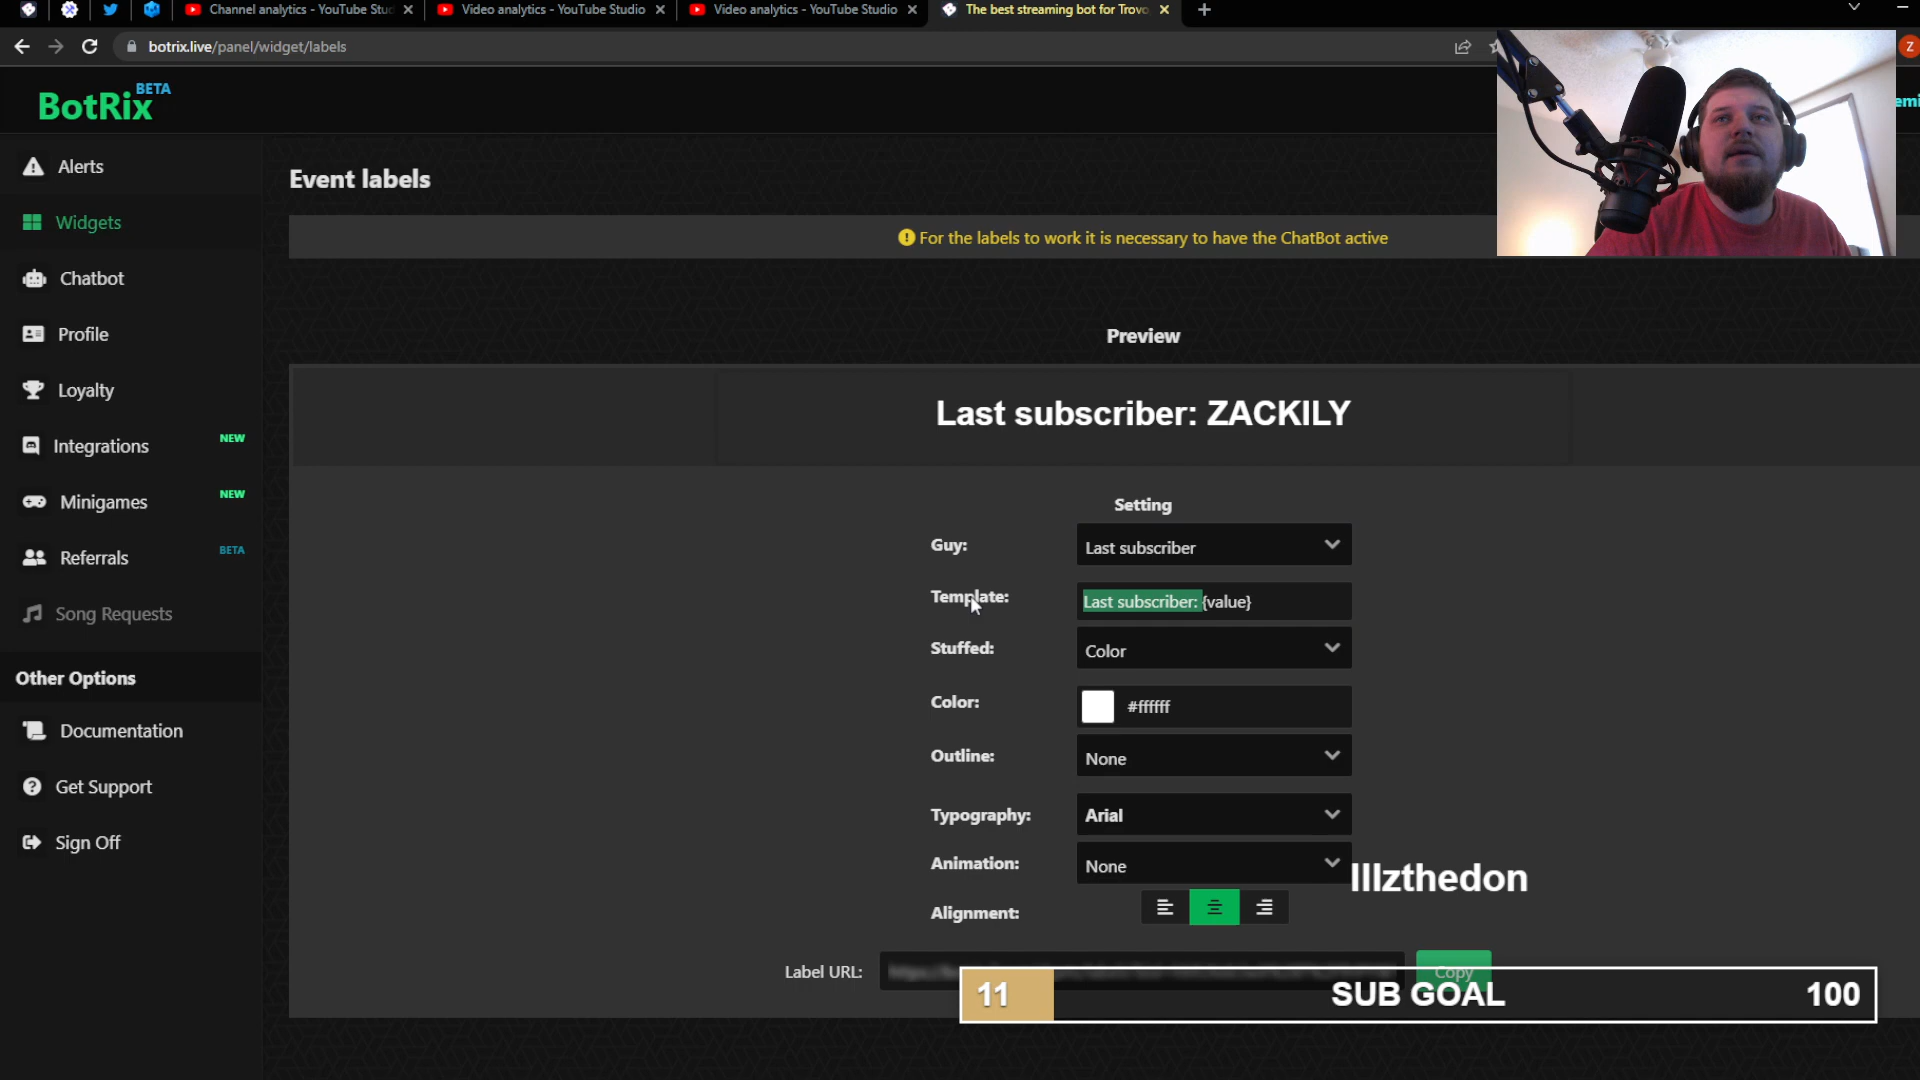 Channel analytics - YouTube Stu
Video analytics - YouTube Studio
Video analytics - YouTube Studio
The best streaming bot for Trovo
botrix.live/panel/widget/labels
Z
BotRix BETA
emi
Alerts
Widgets
Chatbot
Profile
Loyalty
Integrations NEW
Minigames NEW
Referrals BETA
Song Requests
Other Options
Documentation
Get Support
Sign Off
Event labels
For the labels to work it is necessary to have the ChatBot active
Preview
Last subscriber: ZACKILY
Setting
Guy: Last subscriber
Template: Last subscriber: {value}
Stuffed: Color
Color: #ffffff
Outline: None
Typography: Arial
Animation: None
Alignment:
Label URL: Copy
11 SUB GOAL 100